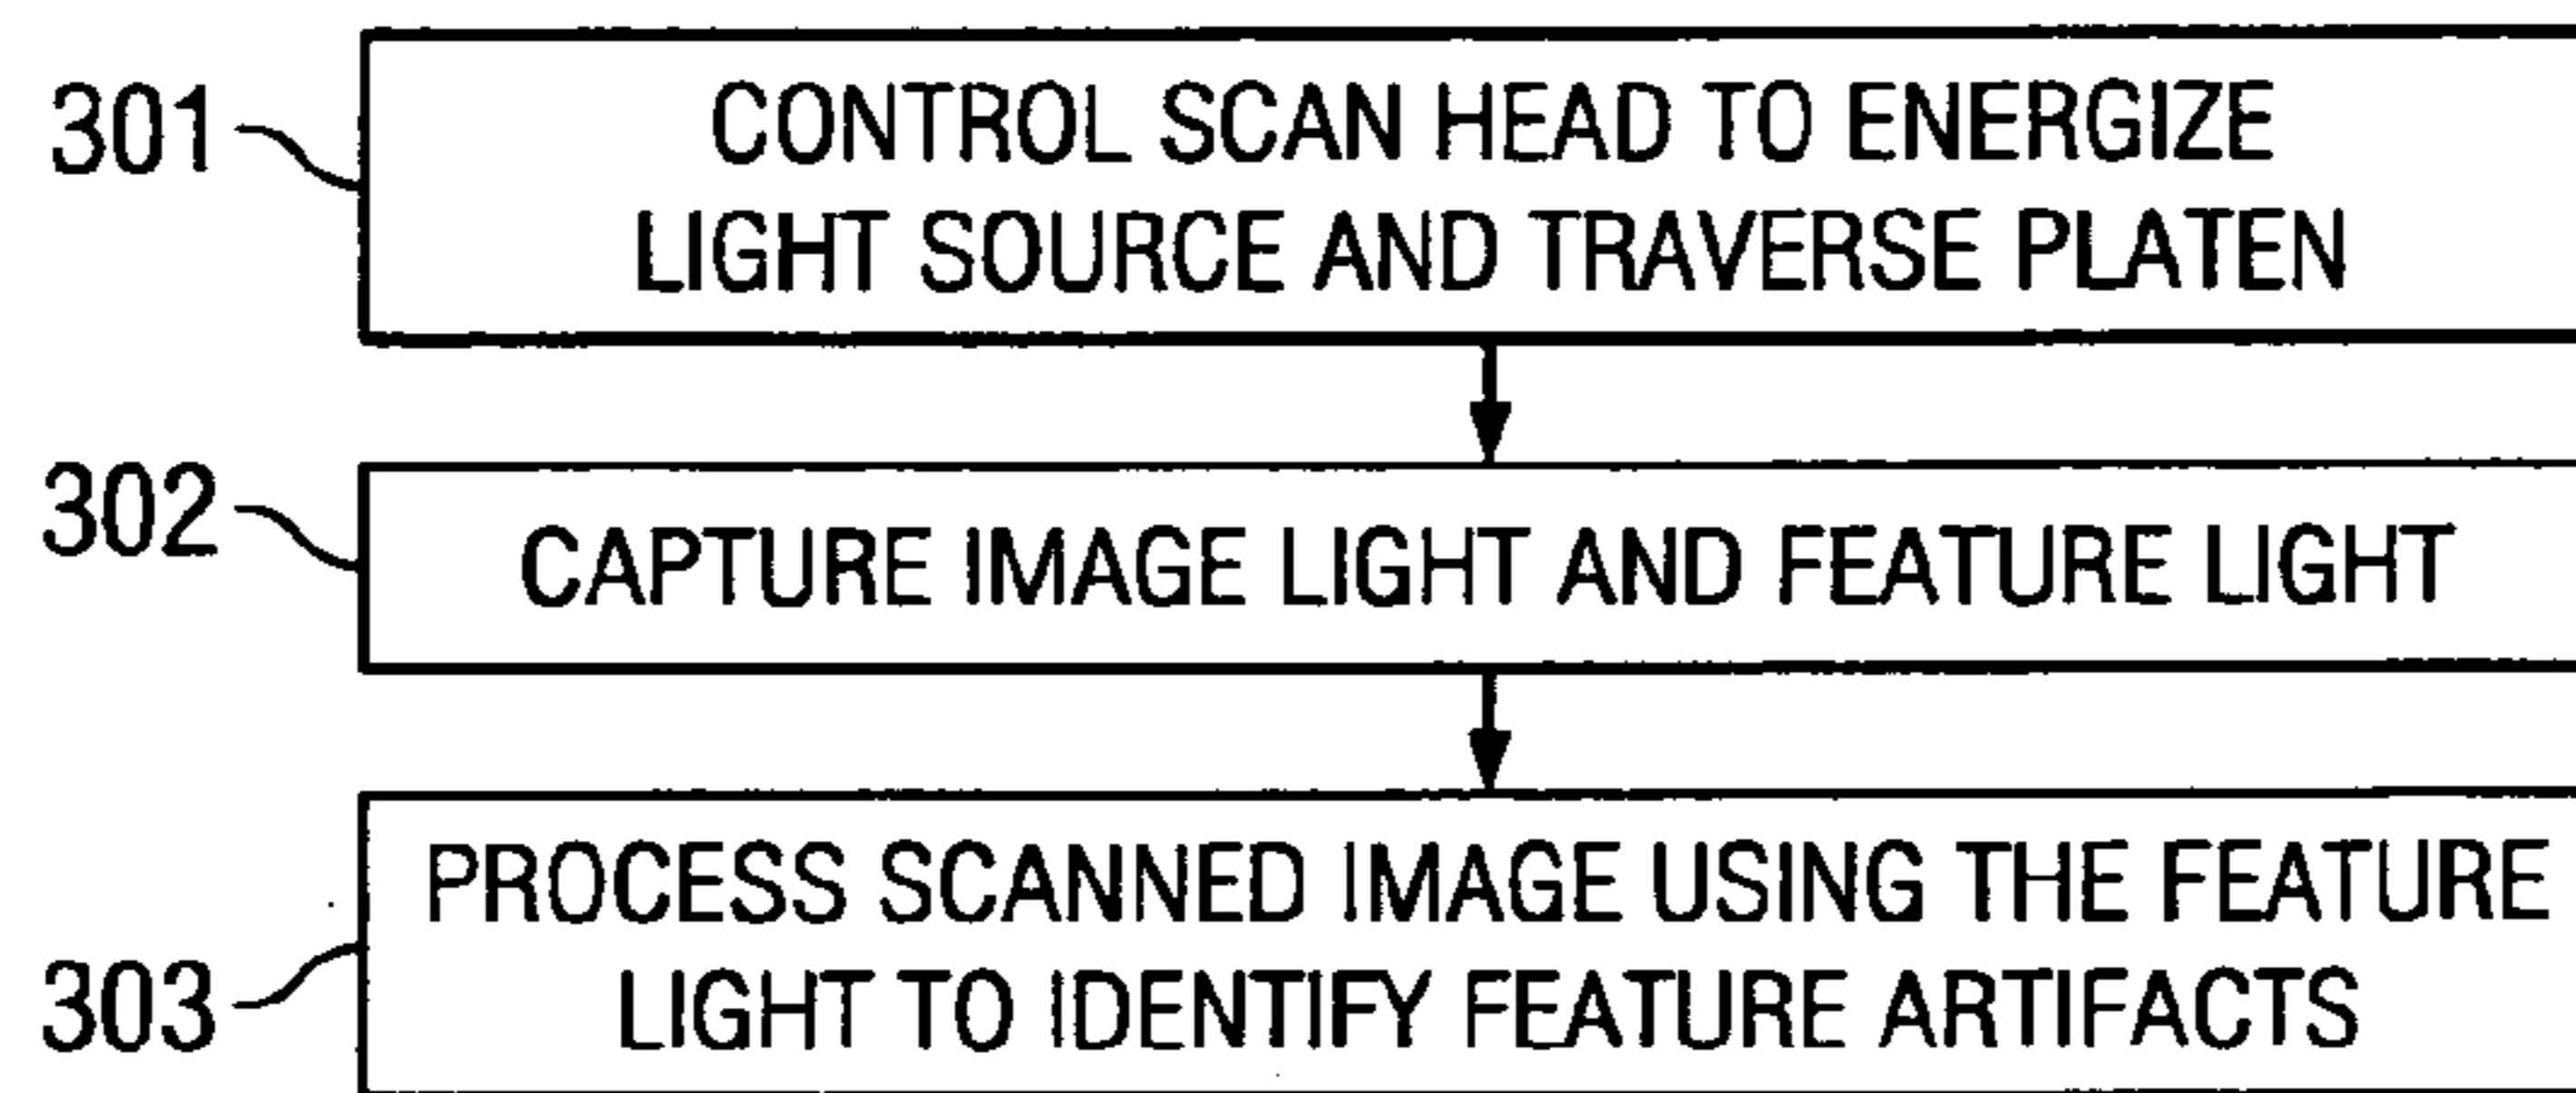 301
CONTROL SCAN HEAD TO ENERGIZE
LIGHT SOURCE AND TRAVERSE PLATEN
302
CAPTURE IMAGE LIGHT AND FEATURE LIGHT
303
PROCESS SCANNED IMAGE USING THE FEATURE
LIGHT TO IDENTIFY FEATURE ARTIFACTS